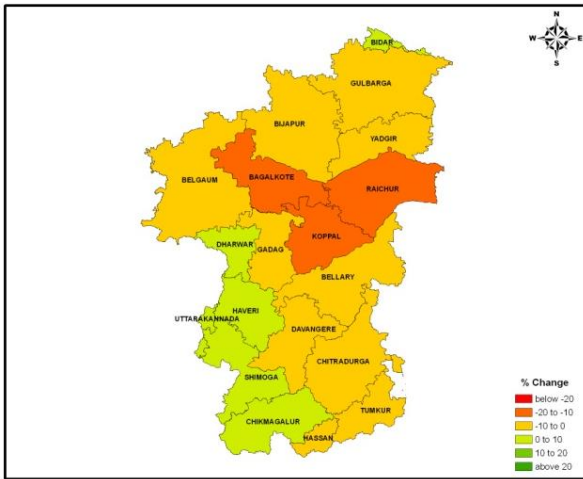 N
W E
S
BIDAR
GULBARGA
BIJAPUR
YADGIR
BELGAUM
BAGALKOTE
RAICHUR
KOPPAL
DHARWAR
GADAG
BELLARY
HAVERI
UTTARAKANNADA
DAVANGERE
CHITRADURGA
SHIMOGA
TUMKUR
CHIKMAGALUR
HASSAN
% Change
below -20
-20 to -10
-10 to 0
0 to 10
10 to 20
above 20